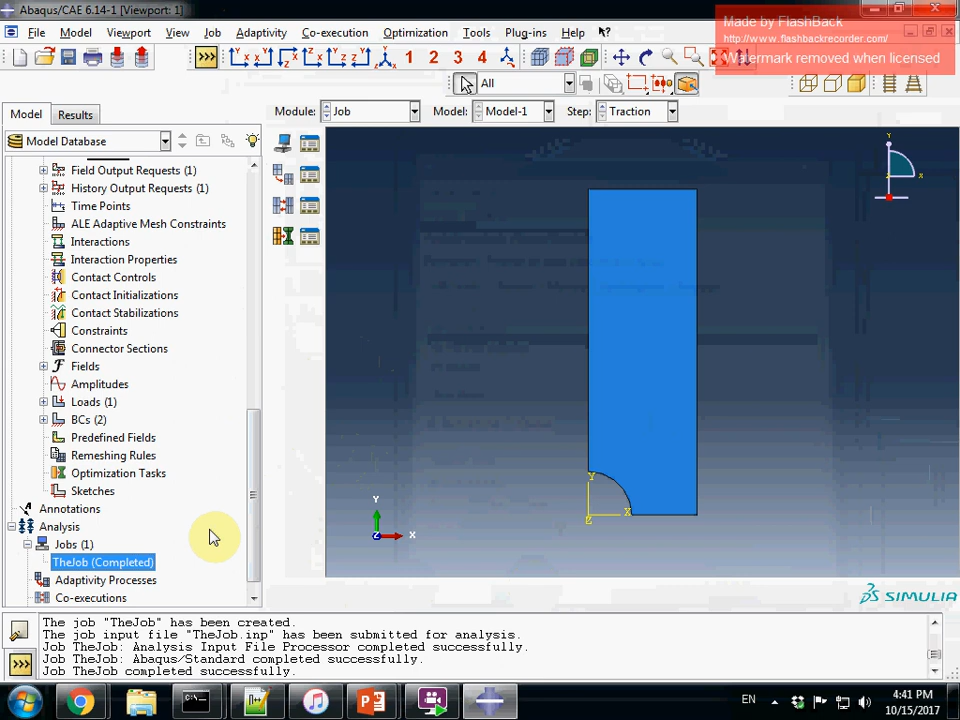 Abaqus/CAE 6.14-1 [Viewport: 1]
Made by FlashBack
http://www.flashbackrecorder.com/
Watermark removed when licensed
File Model Viewport View Job Adaptivity Co-execution Optimization Tools Plug-ins Help
1 2 3 4
All
Model Results
Module: Job Model: Model-1 Step: Traction
Model Database
Field Output Requests (1)
History Output Requests (1)
Time Points
ALE Adaptive Mesh Constraints
Interactions
Interaction Properties
Contact Controls
Contact Initializations
Contact Stabilizations
Constraints
Connector Sections
Fields
Amplitudes
Loads (1)
BCs (2)
Predefined Fields
Remeshing Rules
Optimization Tasks
Sketches
Annotations
Analysis
Jobs (1)
TheJob (Completed)
Adaptivity Processes
Co-executions
Y
X
Y
X
Z
Y
X
Z
SIMULIA
The job "TheJob" has been created.
The job input file "TheJob.inp" has been submitted for analysis.
Job TheJob: Analysis Input File Processor completed successfully.
Job TheJob: Abaqus/Standard completed successfully.
Job TheJob completed successfully.
EN
4:41 PM
10/15/2017